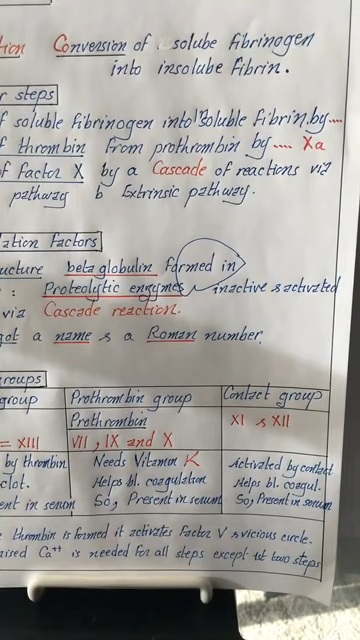 tion Conversion of solube fibrinogen
into insolube fibrin.
r steps
f soluble fibrinogen into soluble fibrin by....
f thrombin from prothrombin by .... Xa
of factor X by a Cascade of reactions via
pathway b Extrinsic pathway.
lation factors
ucture beta globulin formed in
: Proteolytic enzymes, inactive & activated
via Cascade reaction.
got a name & a Roman number.
groups
group Prothrombin group Contact group
Prothrombin XI & XII
= XIII VII, IX and X
by thrombin Needs Vitamin K Activated by contact
clot. Helps bl. coagulation Helps bl. coagul.
ent in serum So, Present in serum So, Present in serum
thrombin is formed it activates Factor V & vicious circle.
nised Ca++ is needed for all steps except 1st two steps